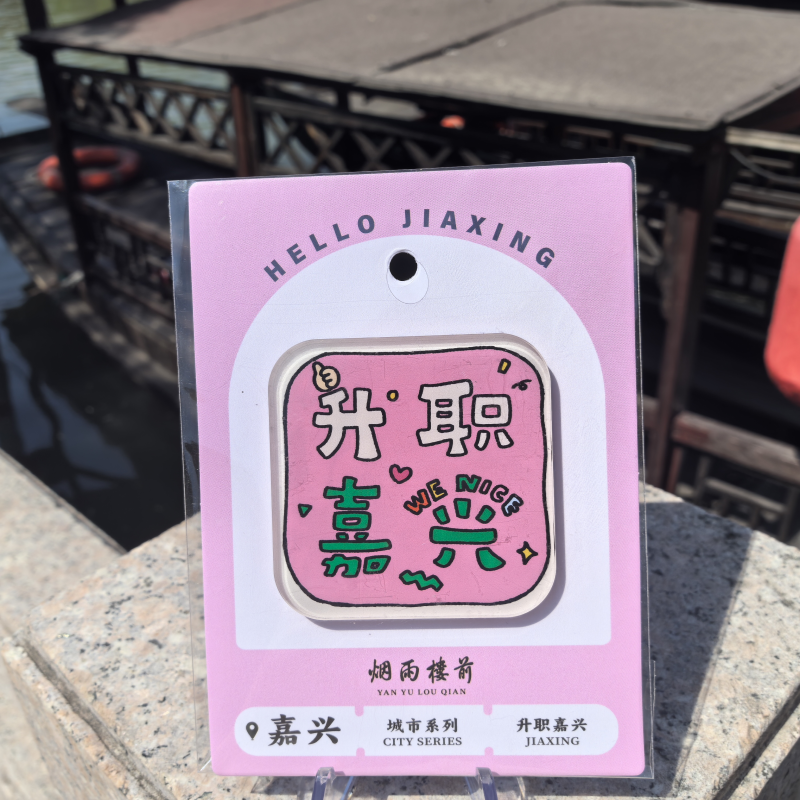 HELLO JIAXING
升职
嘉兴
WE NICE
烟雨楼前
YAN YU LOU QIAN
嘉兴
城市系列
CITY SERIES
升职嘉兴
JIAXING